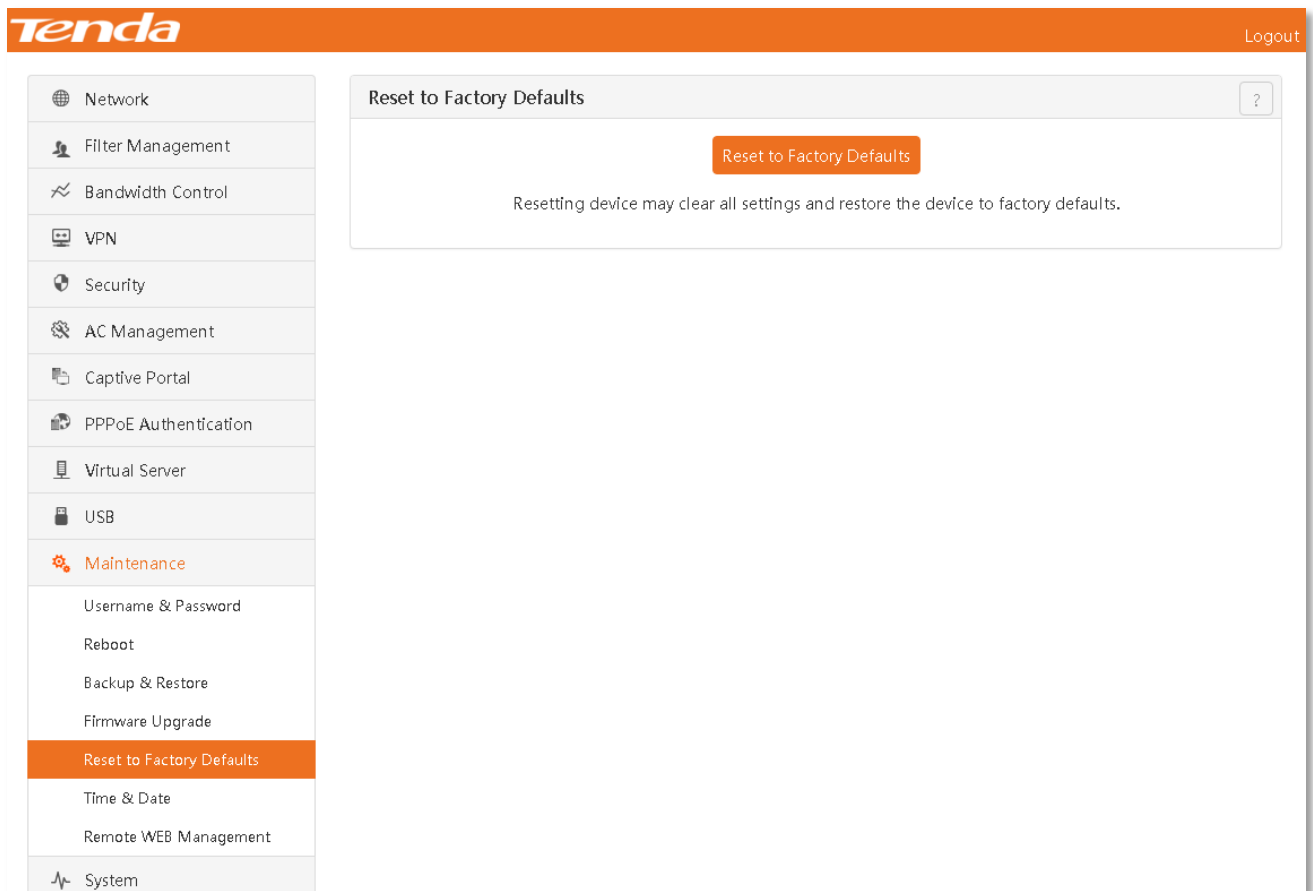 Tenda
Logout
Network
Filter Management
Bandwidth Control
VPN
Security
AC Management
Captive Portal
PPPoE Authentication
Virtual Server
USB
Maintenance
Username & Password
Reboot
Backup & Restore
Firmware Upgrade
Reset to Factory Defaults
Time & Date
Remote WEB Management
System
Reset to Factory Defaults
?
Reset to Factory Defaults
Resetting device may clear all settings and restore the device to factory defaults.